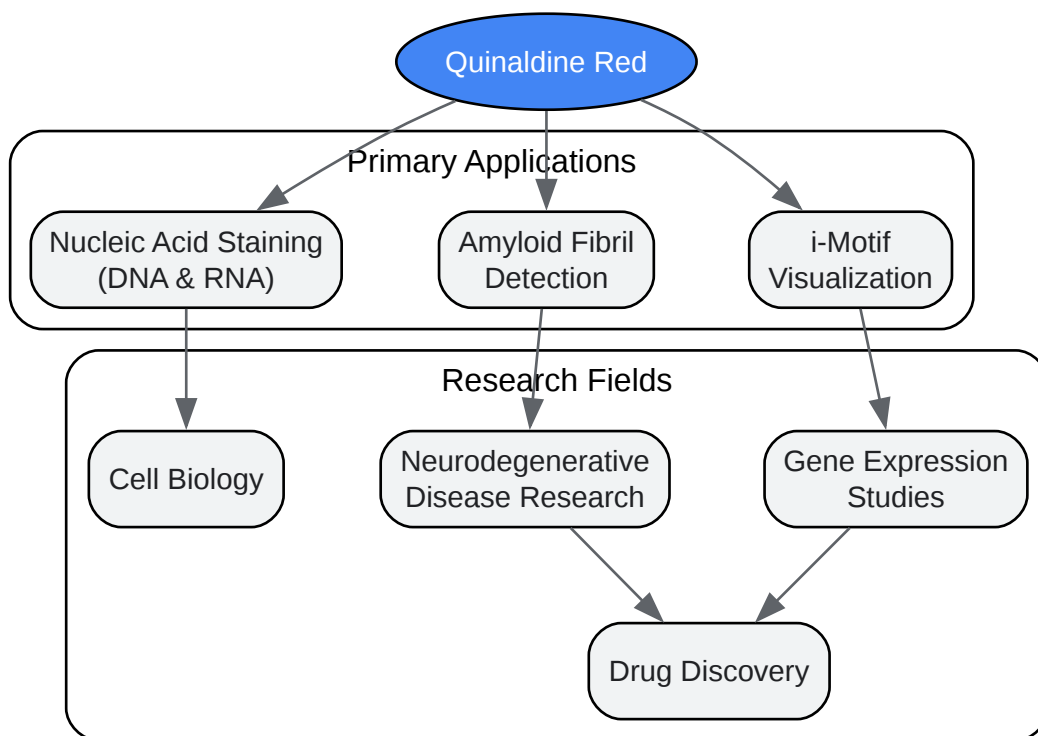 Quinaldine Red
Primary Applications
Nucleic Acid Staining
(DNA & RNA)
Amyloid Fibril
Detection
i-Motif
Visualization
Research Fields
Cell Biology
Neurodegenerative
Disease Research
Gene Expression
Studies
Drug Discovery